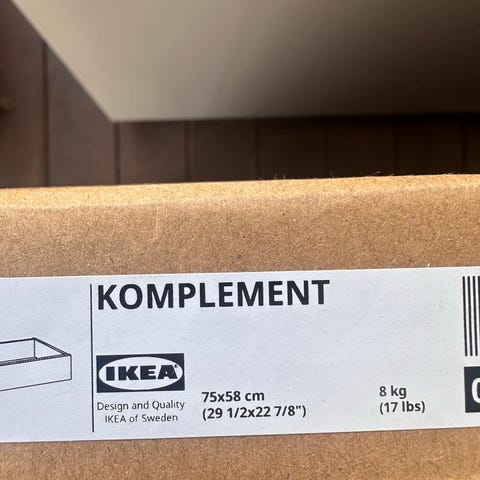 KOMPLEMENT
IKEA
Design and Quality
IKEA of Sweden
75x58 cm
(29 1/2x22 7/8")
8 kg
(17 lbs)